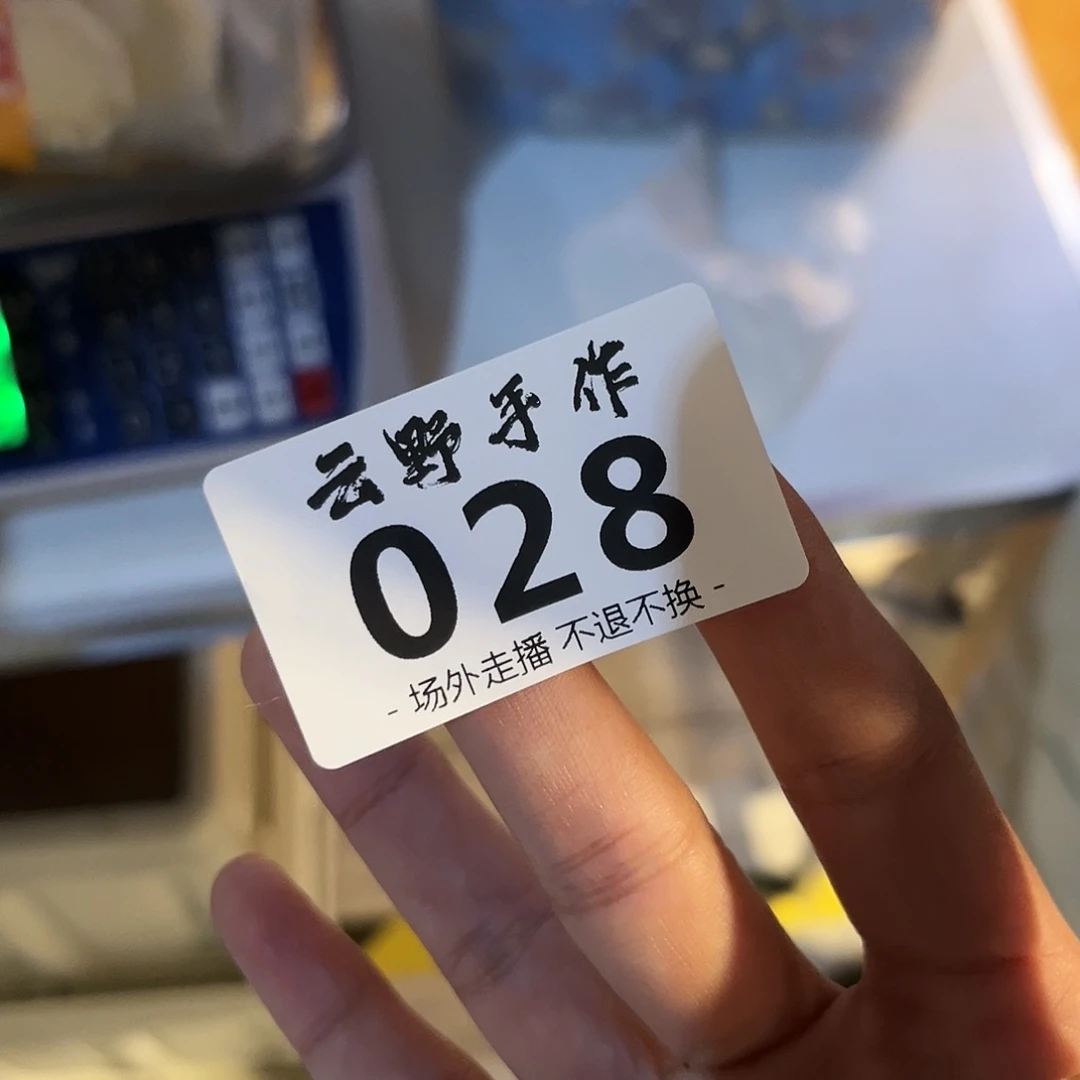 云野手作
028
- 场外走播 不退不换 -